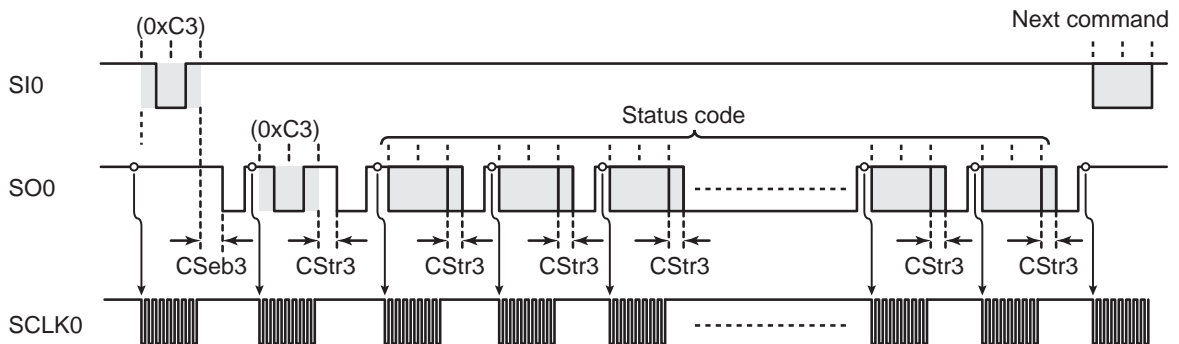 (0xC3)
Next command
SI0
(0xC3)
Status code
SO0
CSeb3
CStr3
CStr3
CStr3
CStr3
CStr3
CStr3
SCLK0